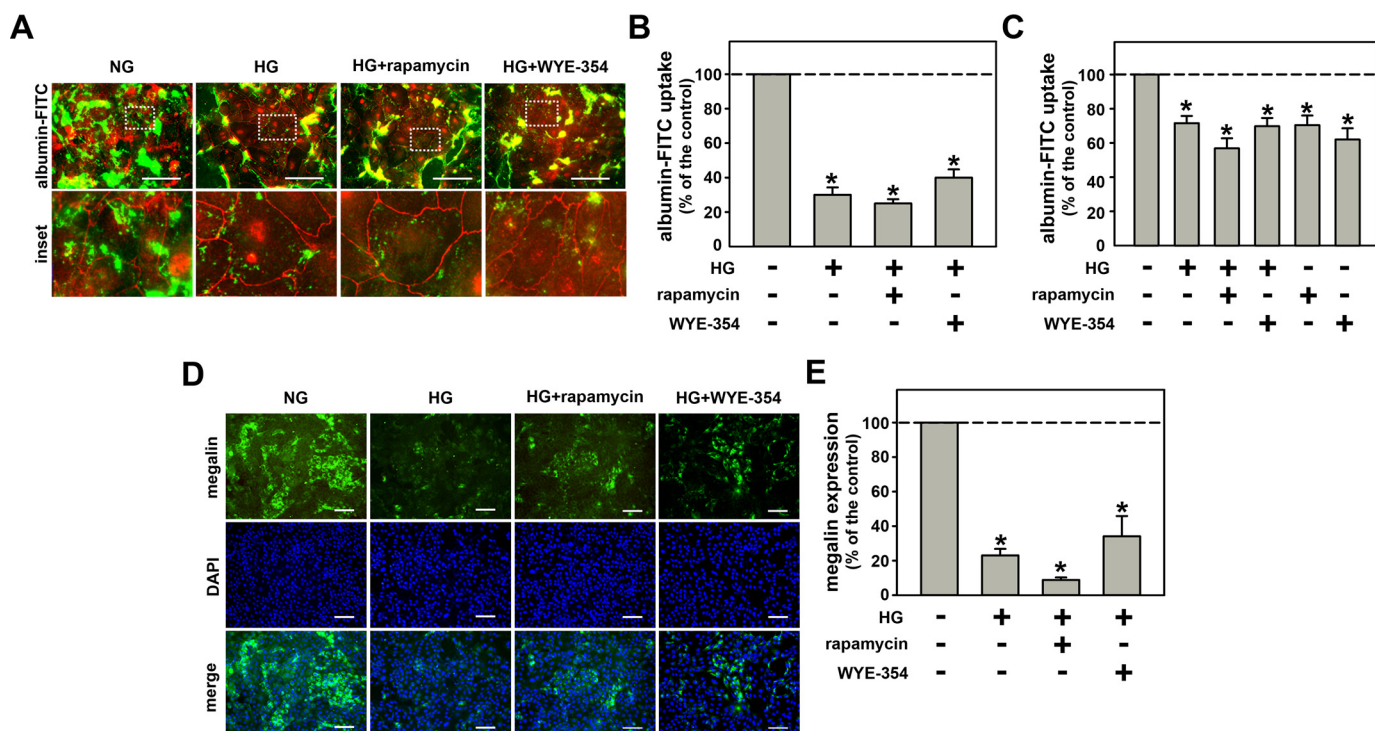 A
NG HG HG+rapamycin HG+WYE-354
albumin-FITC
inset
B
albumin-FITC uptake
(% of the control)
100
80
60
40
20
0
* * *
HG - + + +
rapamycin - - + -
WYE-354 - - - +
C
albumin-FITC uptake
(% of the control)
100
80
60
40
20
0
* * * * *
HG - + + + - -
rapamycin - - + - + -
WYE-354 - - - + - +
D
NG HG HG+rapamycin HG+WYE-354
megalin
DAPI
merge
E
megalin expression
(% of the control)
100
80
60
40
20
0
* * *
HG - + + +
rapamycin - - + -
WYE-354 - - - +